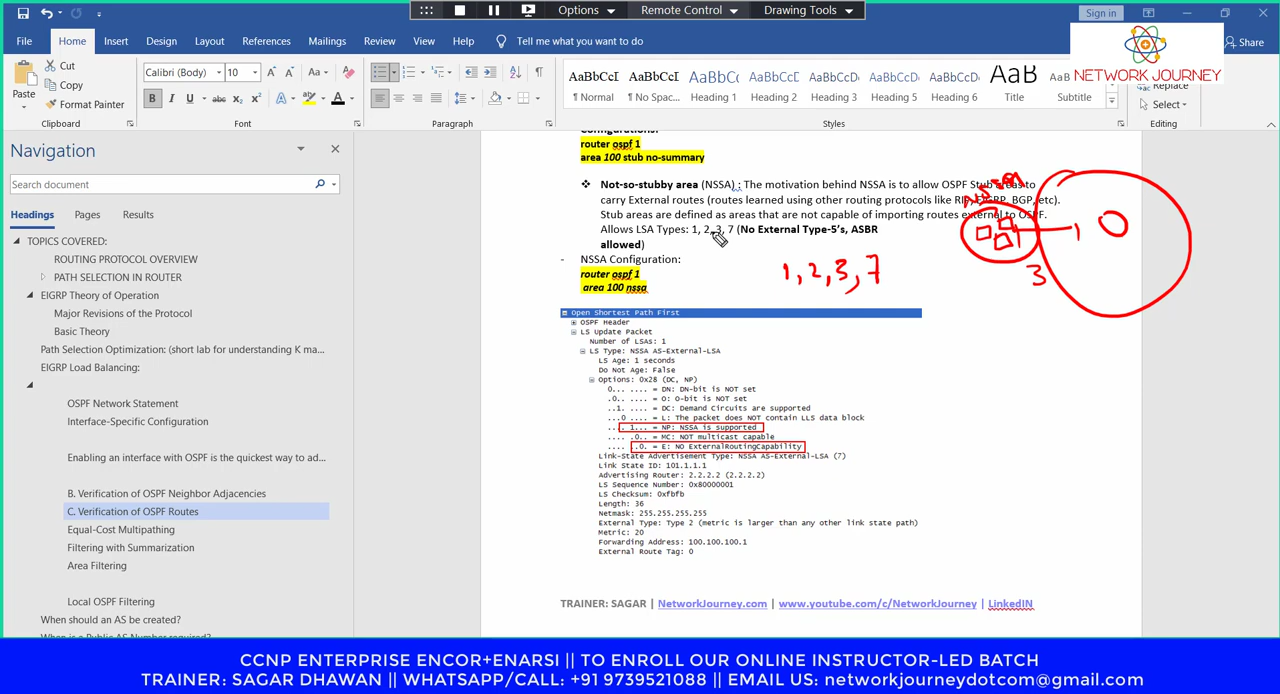 Options
Remote Control
Drawing Tools
Sign in
File Home Insert Design Layout References Mailings Review View Help Tell me what you want to do
Share
NETWORK JOURNEY
Paste
Cut
Copy
Format Painter
Clipboard
Calibri (Body) 10
Font
Paragraph
AaBbCcI AaBbCcI AaBbC( AaBbCcI AaBbCcI AaBbCcD AaB
¶ Normal ¶ No Spac... Heading 1 Heading 2 Heading 3 Heading 5 Heading 4 Title Subtitle
Styles
Replace
Select
Editing
Navigation
Search document
Headings Pages Results
TOPICS COVERED:
ROUTING PROTOCOL OVERVIEW
PATH SELECTION IN ROUTER
EIGRP Theory of Operation
Major Revisions of the Protocol
Basic Theory
Path Selection Optimization: (short lab for understanding K ma...
EIGRP Load Balancing:
OSPF Network Statement
Interface-Specific Configuration
Enabling an interface with OSPF is the quickest way to ad...
B. Verification of OSPF Neighbor Adjacencies
C. Verification of OSPF Routes
Equal-Cost Multipathing
Filtering with Summarization
Area Filtering
Local OSPF Filtering
When should an AS be created?
When is a Public AS Number required?
Configurations:
router ospf 1
area 100 stub no-summary
❖ Not-so-stubby area (NSSA) : The motivation behind NSSA is to allow OSPF Stub areas to
carry External routes (routes learned using other routing protocols like RIP, EIGRP, BGP, etc).
Stub areas are defined as areas that are not capable of importing routes external to OSPF.
Allows LSA Types: 1, 2, 3, 7 (No External Type-5's, ASBR
allowed)
- NSSA Configuration:
router ospf 1
area 100 nssa
1, 2, 3, 7
0
1
3
Open Shortest Path First
OSPF Header
LS Update Packet
Number of LSAs: 1
LS Type: NSSA AS-External-LSA
LS Age: 1 seconds
Do Not Age: False
Options: 0x28 (DC, NP)
0... .... = DN: DN-bit is NOT set
.0.. .... = O: O-bit is NOT set
..1. .... = DC: Demand Circuits are supported
...0 .... = L: The packet does NOT contain LLS data block
.... 1... = NP: NSSA is supported
.... .0.. = MC: NOT multicast capable
.... ..0. = E: NO ExternalRoutingCapability
Link-State Advertisement Type: NSSA AS-External-LSA (7)
Link State ID: 101.1.1.1
Advertising Router: 2.2.2.2 (2.2.2.2)
LS Sequence Number: 0x80000001
LS Checksum: 0xfbfb
Length: 36
Netmask: 255.255.255.255
External Type: Type 2 (metric is larger than any other link state path)
Metric: 20
Forwarding Address: 100.100.100.1
External Route Tag: 0
TRAINER: SAGAR | NetworkJourney.com | www.youtube.com/c/NetworkJourney | LinkedIN
CCNP ENTERPRISE ENCOR+ENARSI || TO ENROLL OUR ONLINE INSTRUCTOR-LED BATCH
TRAINER: SAGAR DHAWAN || WHATSAPP/CALL: +91 9739521088 || EMAIL US: networkjourneydotcom@gmail.com